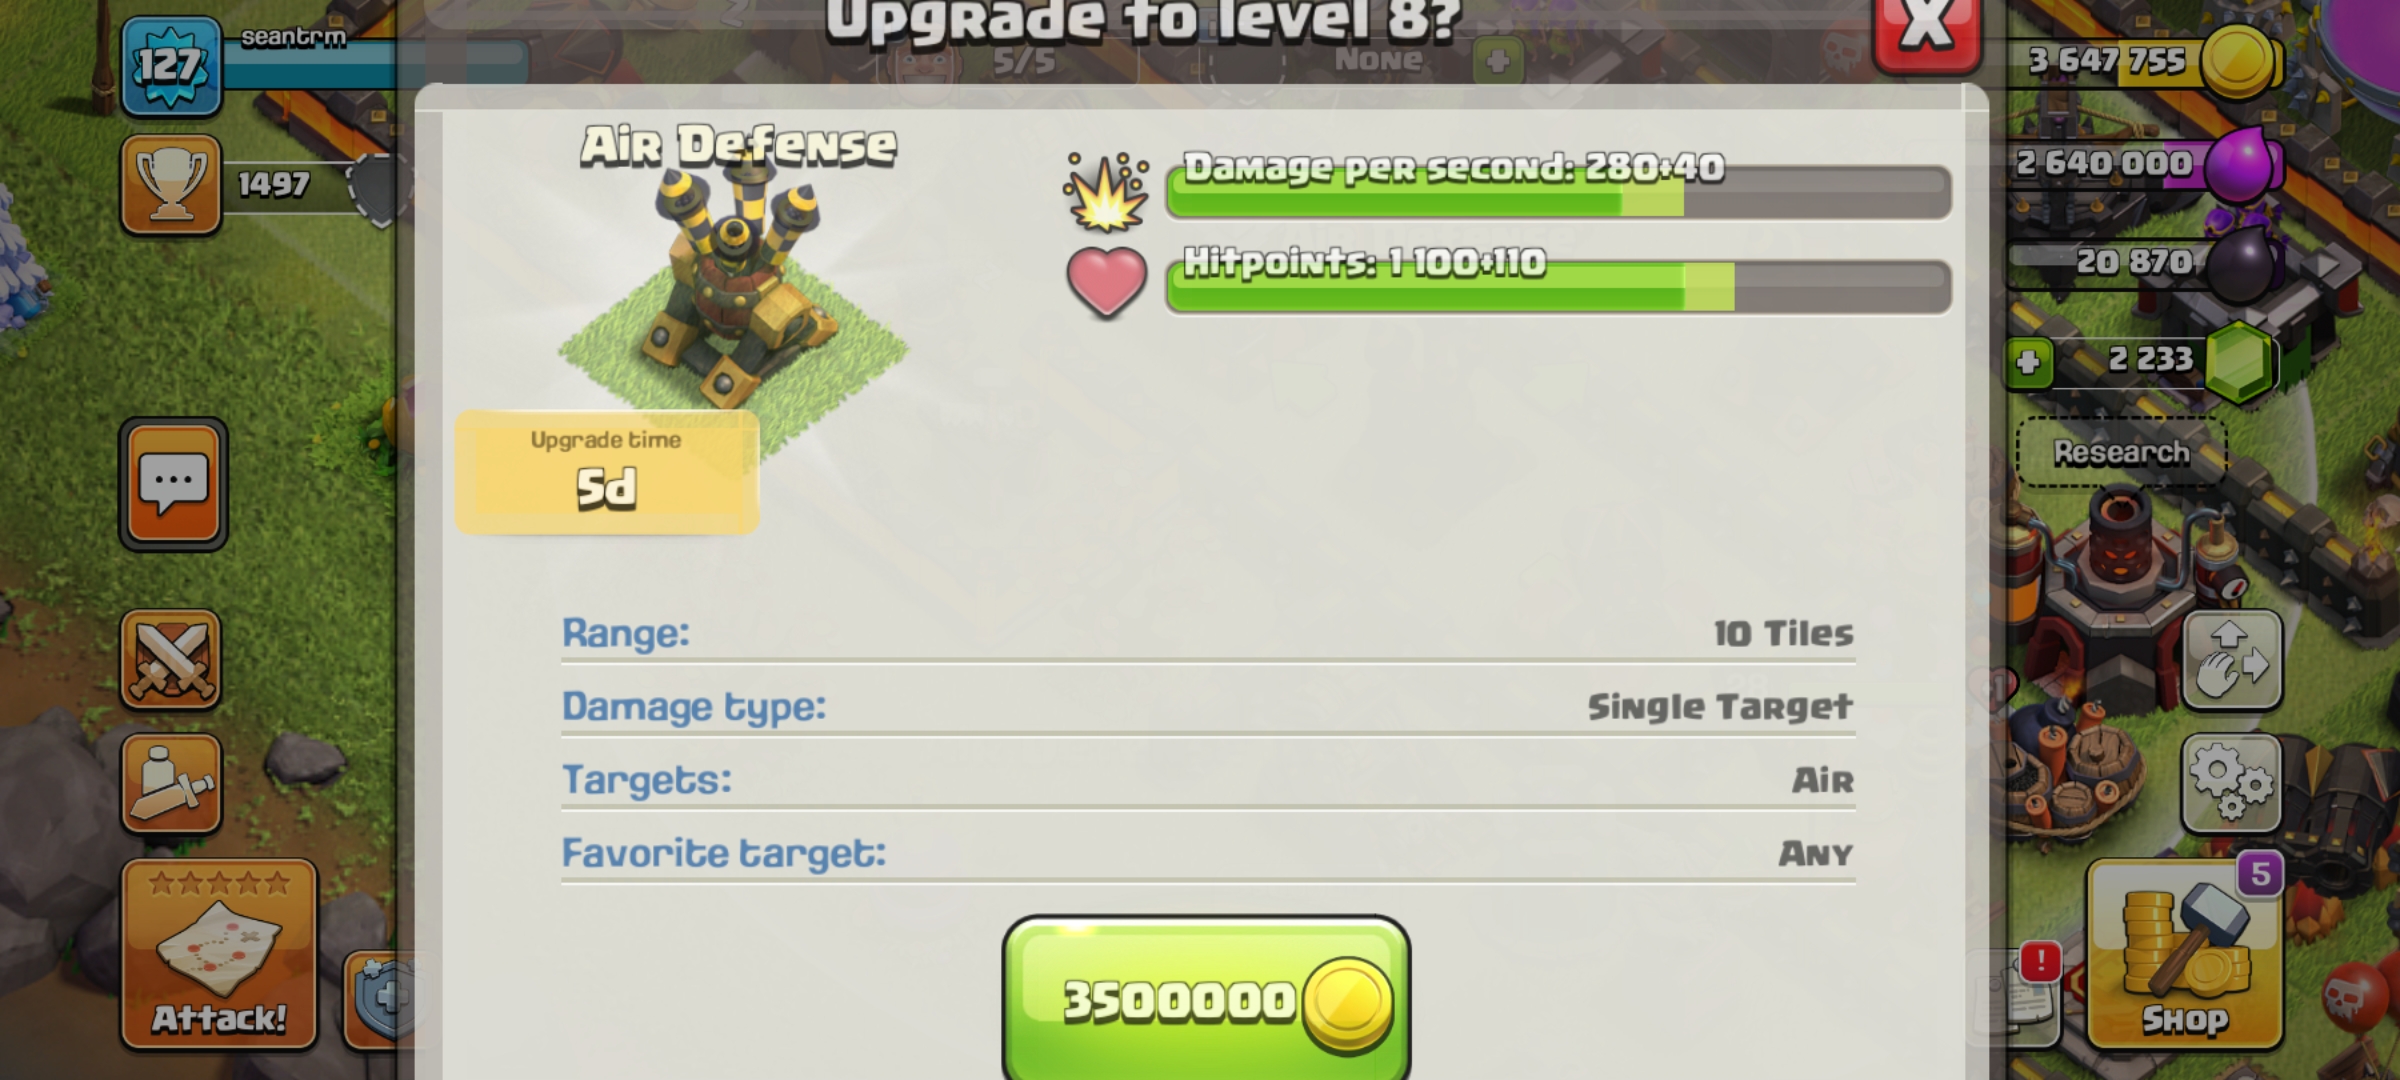 Upgrade to level 8?
X
127
seantrm
5/5
None
3 647 755
1497
Air Defense
Damage per second: 280+40
2 640 000
Hitpoints: 1 100+110
20 870
2 233
Upgrade time
5d
Research
Range:
10 Tiles
Damage type:
Single Target
Targets:
Air
Favorite target:
Any
3500000
Attack!
5
!
Shop